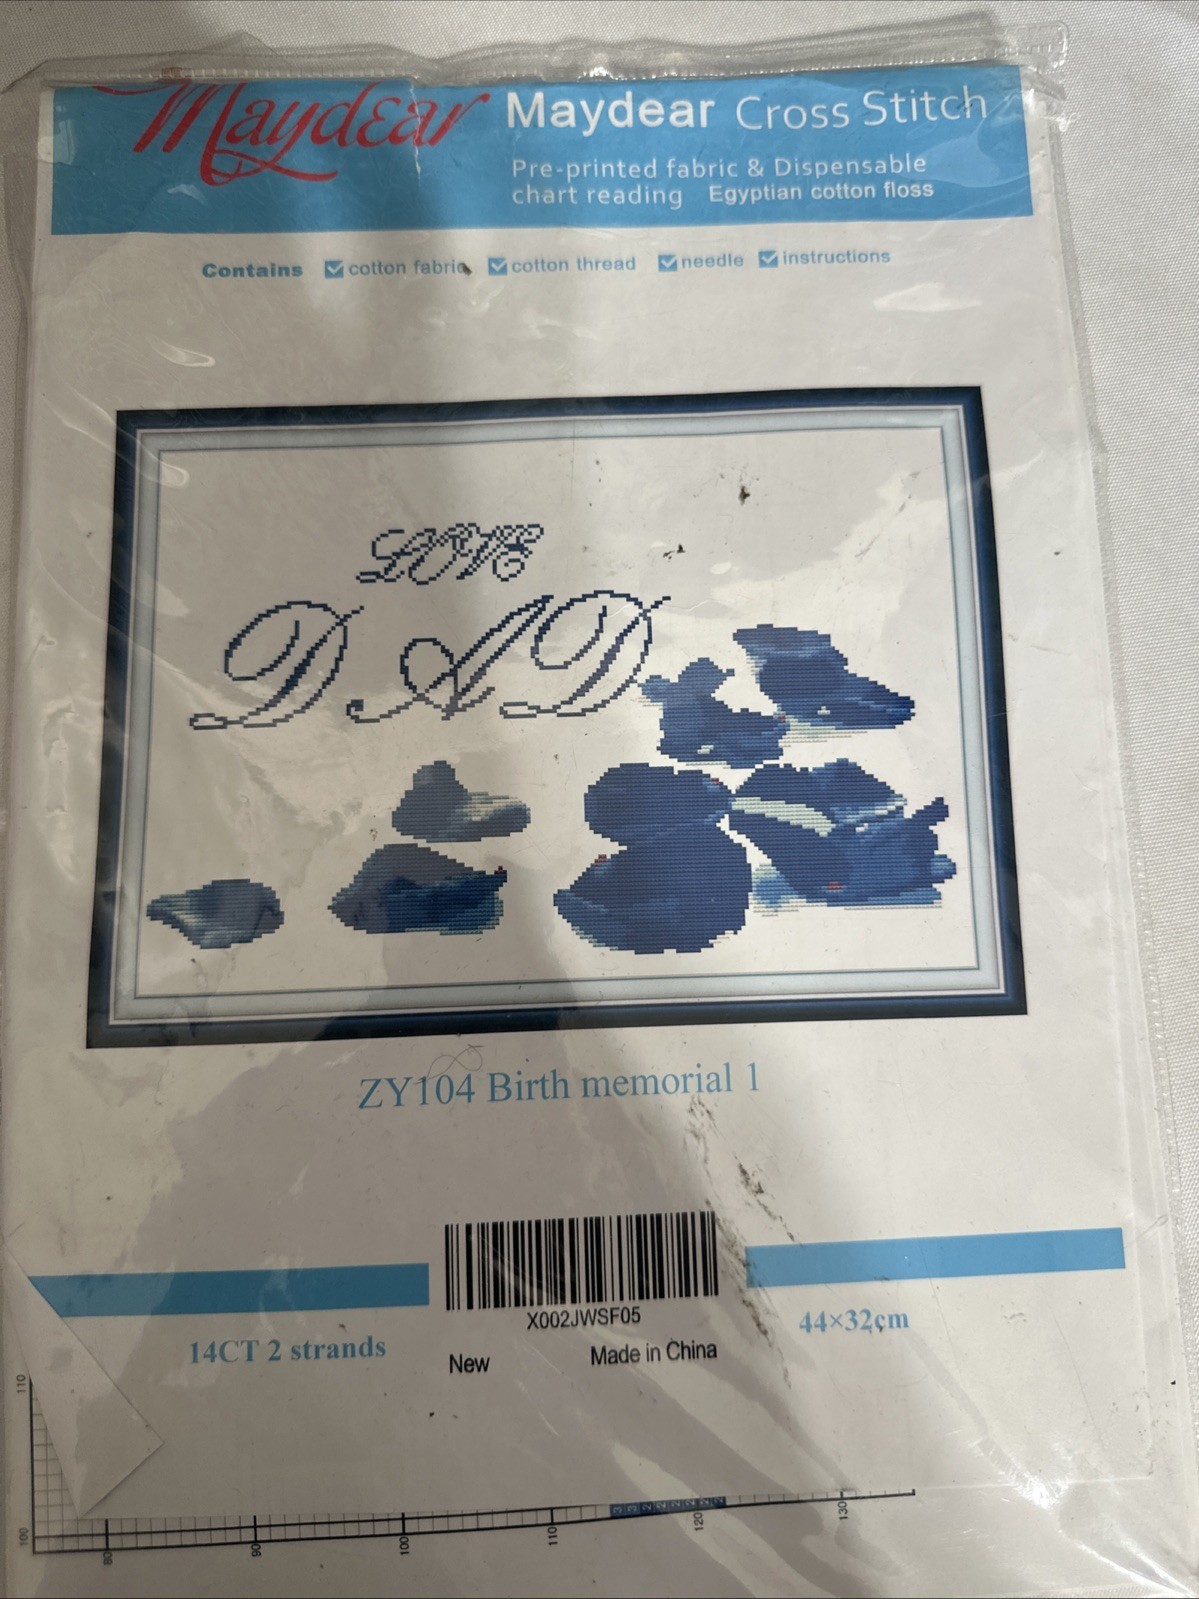 Maydear
Maydear Cross Stitch
Pre-printed fabric & Dispensable
chart reading Egyptian cotton floss
Contains cotton fabric cotton thread needle instructions
LOVE
DAD
ZY104 Birth memorial 1
X002JWSF05
14CT 2 strands
44×32cm
New
Made in China
110
100
80
90
100
110
120
130